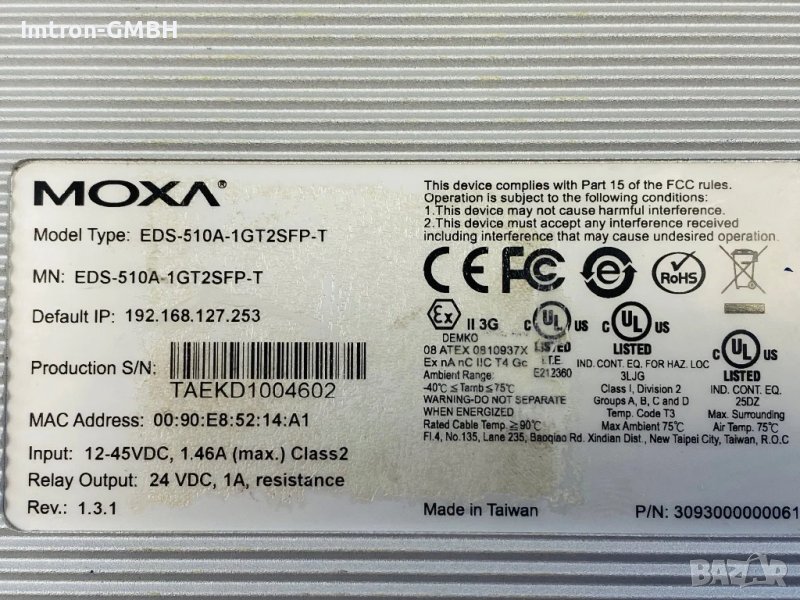 Imtron-GMBH
MOXA®
Model Type: EDS-510A-1GT2SFP-T
MN: EDS-510A-1GT2SFP-T
Default IP: 192.168.127.253
Production S/N:
TAEKD1004602
MAC Address: 00:90:E8:52:14:A1
Input: 12-45VDC, 1.46A (max.) Class2
Relay Output: 24 VDC, 1A, resistance
Rev.: 1.3.1
This device complies with Part 15 of the FCC rules.
Operation is subject to the following conditions:
1.This device may not cause harmful interference.
2.This device must accept any interference received
including interference that may cause undesired operation.
CE FC e RoHS
Ex II 3G
DEMKO
08 ATEX 0810937X
Ex nA nC IIC T4 Gc
Ambient Range:
-40℃ ≤ Tamb ≤ 75℃
WARNING-DO NOT SEPARATE
WHEN ENERGIZED
Rated Cable Temp. ≥ 90℃
c UL us
LISTED
I.T.E.
E212360
c UL us
LISTED
IND. CONT. EQ. FOR HAZ. LOC
3LJG
Class I, Division 2
Groups A, B, C and D
Temp. Code T3
Max Ambient 75℃
c UL us
LISTED
IND. CONT. EQ.
25DZ
Max. Surrounding
Air Temp. 75℃
Fl.4, No.135, Lane 235, Baoqiao Rd. Xindian Dist., New Taipei City, Taiwan, R.O.C
Made in Taiwan
P/N: 3093000000061
BAZAR